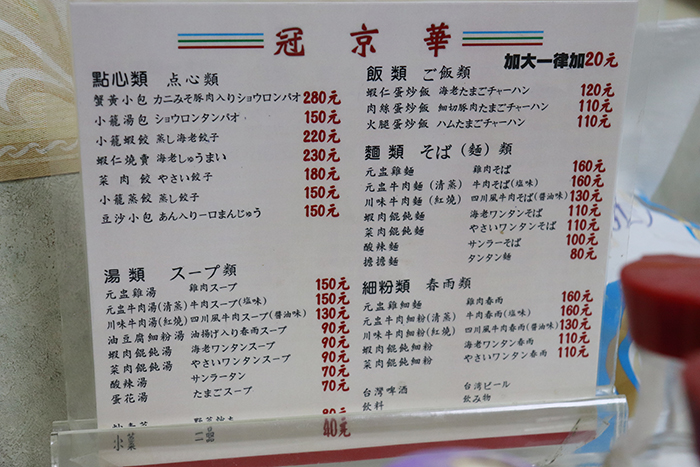 冠京華
加大一律加20元
點心類 点心類
蟹黃小包 カニみそ豚肉入りショウロンパオ 280元
小籠湯包 ショウロンタンパオ 150元
小籠蝦餃 蒸し海老餃子 220元
蝦仁燒賣 海老しゅうまい 230元
菜肉餃 やさい餃子 180元
小籠蒸餃 蒸し餃子 150元
豆沙小包 あん入り一口まんじゅう 150元
湯類 スープ類
元盅雞湯 雞肉スープ 150元
元盅牛肉湯(清蒸) 牛肉スープ(塩味) 150元
川味牛肉湯(紅燒) 四川風牛肉スープ(醤油味) 130元
油豆腐細粉湯 油揚げ入り春雨スープ 90元
蝦肉餛飩湯 海老ワンタンスープ 90元
菜肉餛飩湯 やさいワンタンスープ 90元
酸辣湯 サンラータン 70元
蛋花湯 たまごスープ 70元
80元
小菜 40元
飯類 ご飯類
蝦仁蛋炒飯 海老たまごチャーハン 120元
肉絲蛋炒飯 細切豚肉たまごチャーハン 110元
火腿蛋炒飯 ハムたまごチャーハン 110元
麵類 そば(麵)類
元盅雞麵 雞肉そば 160元
元盅牛肉麵(清蒸) 牛肉そば(塩味) 160元
川味牛肉麵(紅燒) 四川風牛肉そば(醤油味) 130元
蝦肉餛飩麵 海老ワンタンそば 110元
菜肉餛飩麵 やさいワンタンそば 110元
酸辣麵 サンラーそば 100元
擔擔麵 タンタン麵 80元
細粉類 春雨類
元盅雞細麵 雞肉春雨 160元
元盅牛肉細粉(清蒸) 牛肉春雨(塩味) 160元
川味牛肉細粉(紅燒) 四川風牛肉春雨(醤油味) 130元
蝦肉餛飩細粉 海老ワンタン春雨 110元
菜肉餛飩細粉 やさいワンタン春雨 110元
台灣啤酒 台湾ビール
飲料 飲み物